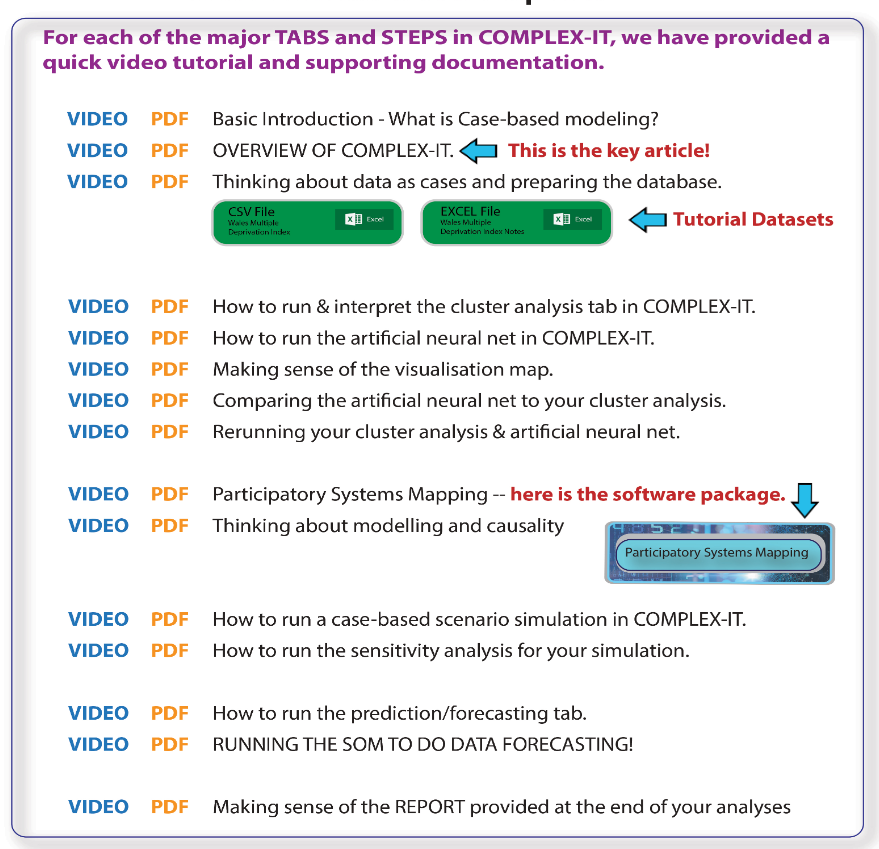 For each of the major TABS and STEPS in COMPLEX-IT, we have provided a
quick video tutorial and supporting documentation.
VIDEO PDF Basic Introduction - What is Case-based modeling?
VIDEO PDF OVERVIEW OF COMPLEX-IT. This is the key article!
VIDEO PDF Thinking about data as cases and preparing the database.
CSV File
Wales Multiple
Deprivation Index
X Excel
EXCEL File
Wales Multiple
Deprivation Index Notes
X Excel
Tutorial Datasets
VIDEO PDF How to run & interpret the cluster analysis tab in COMPLEX-IT.
VIDEO PDF How to run the artificial neural net in COMPLEX-IT.
VIDEO PDF Making sense of the visualisation map.
VIDEO PDF Comparing the artificial neural net to your cluster analysis.
VIDEO PDF Rerunning your cluster analysis & artificial neural net.
VIDEO PDF Participatory Systems Mapping -- here is the software package.
VIDEO PDF Thinking about modelling and causality
Participatory Systems Mapping
VIDEO PDF How to run a case-based scenario simulation in COMPLEX-IT.
VIDEO PDF How to run the sensitivity analysis for your simulation.
VIDEO PDF How to run the prediction/forecasting tab.
VIDEO PDF RUNNING THE SOM TO DO DATA FORECASTING!
VIDEO PDF Making sense of the REPORT provided at the end of your analyses